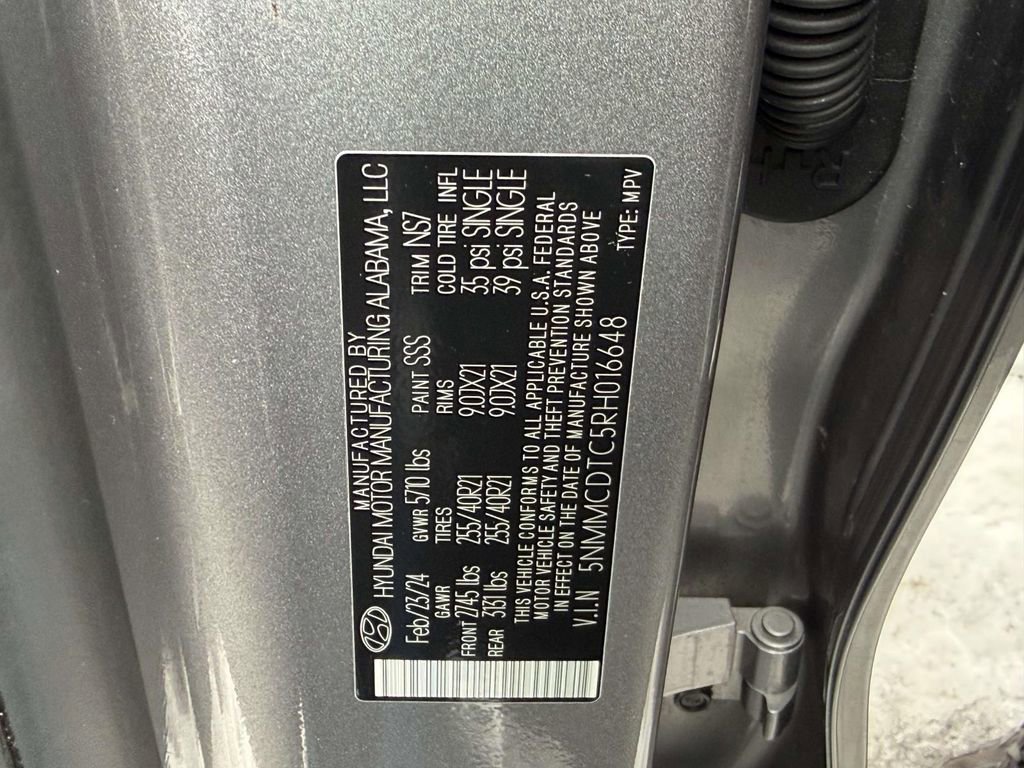 MANUFACTURED BY
HYUNDAI MOTOR MANUFACTURING ALABAMA, LLC
Feb/23/24 GVWR 5710 lbs PAINT SSS TRIM NS7
GAWR TIRES RIMS COLD TIRE INFL
FRONT 2745 lbs 255/40R21 9.0JX21 35 psi SINGLE
REAR 3131 lbs 255/40R21 9.0JX21 39 psi SINGLE
THIS VEHICLE CONFORMS TO ALL APPLICABLE U.S.A. FEDERAL
MOTOR VEHICLE SAFETY AND THEFT PREVENTION STANDARDS
IN EFFECT ON THE DATE OF MANUFACTURE SHOWN ABOVE
V.I.N 5NMMCDTC5RH016648 TYPE: MPV